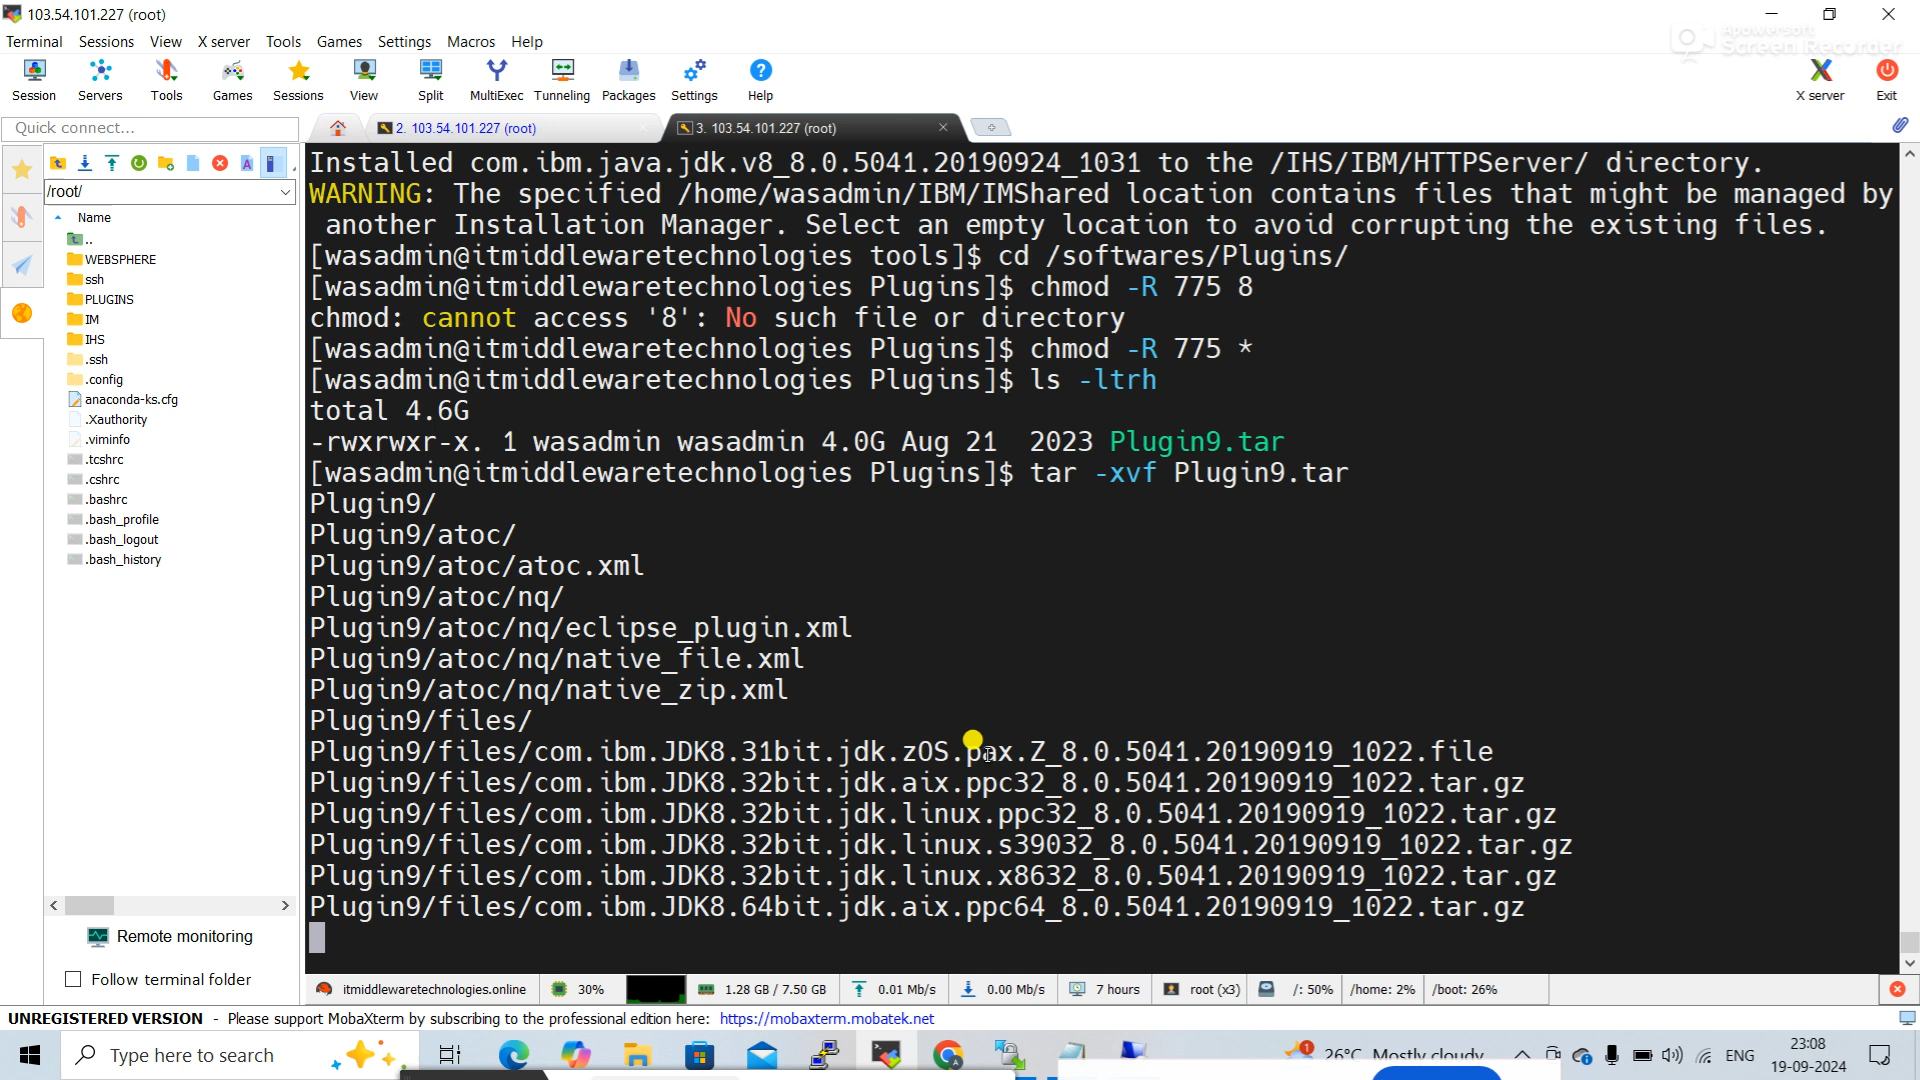 103.54.101.227 (root)
Apowersoft
Screen Recorder
Terminal Sessions View X server Tools Games Settings Macros Help
Session Servers Tools Games Sessions View Split MultiExec Tunneling Packages Settings Help X server Exit
Quick connect...
2. 103.54.101.227 (root)
3. 103.54.101.227 (root)
/root/
Name
..
WEBSPHERE
ssh
PLUGINS
IM
IHS
.ssh
.config
anaconda-ks.cfg
.Xauthority
.viminfo
.tcshrc
.cshrc
.bashrc
.bash_profile
.bash_logout
.bash_history
Remote monitoring
Follow terminal folder
Installed com.ibm.java.jdk.v8_8.0.5041.20190924_1031 to the /IHS/IBM/HTTPServer/ directory.
WARNING: The specified /home/wasadmin/IBM/IMShared location contains files that might be managed by
another Installation Manager. Select an empty location to avoid corrupting the existing files.
[wasadmin@itmiddlewaretechnologies tools]$ cd /softwares/Plugins/
[wasadmin@itmiddlewaretechnologies Plugins]$ chmod -R 775 8
chmod: cannot access '8': No such file or directory
[wasadmin@itmiddlewaretechnologies Plugins]$ chmod -R 775 *
[wasadmin@itmiddlewaretechnologies Plugins]$ ls -ltrh
total 4.6G
-rwxrwxr-x. 1 wasadmin wasadmin 4.0G Aug 21  2023 Plugin9.tar
[wasadmin@itmiddlewaretechnologies Plugins]$ tar -xvf Plugin9.tar
Plugin9/
Plugin9/atoc/
Plugin9/atoc/atoc.xml
Plugin9/atoc/nq/
Plugin9/atoc/nq/eclipse_plugin.xml
Plugin9/atoc/nq/native_file.xml
Plugin9/atoc/nq/native_zip.xml
Plugin9/files/
Plugin9/files/com.ibm.JDK8.31bit.jdk.zOS.pax.Z_8.0.5041.20190919_1022.file
Plugin9/files/com.ibm.JDK8.32bit.jdk.aix.ppc32_8.0.5041.20190919_1022.tar.gz
Plugin9/files/com.ibm.JDK8.32bit.jdk.linux.ppc32_8.0.5041.20190919_1022.tar.gz
Plugin9/files/com.ibm.JDK8.32bit.jdk.linux.s39032_8.0.5041.20190919_1022.tar.gz
Plugin9/files/com.ibm.JDK8.32bit.jdk.linux.x8632_8.0.5041.20190919_1022.tar.gz
Plugin9/files/com.ibm.JDK8.64bit.jdk.aix.ppc64_8.0.5041.20190919_1022.tar.gz
itmiddlewaretechnologies.online 30% 1.28 GB / 7.50 GB 0.01 Mb/s 0.00 Mb/s 7 hours root (x3) /: 50% /home: 2% /boot: 26%
UNREGISTERED VERSION - Please support MobaXterm by subscribing to the professional edition here: https://mobaxterm.mobatek.net
Type here to search
1
26°C Mostly cloudy
ENG
23:08
19-09-2024